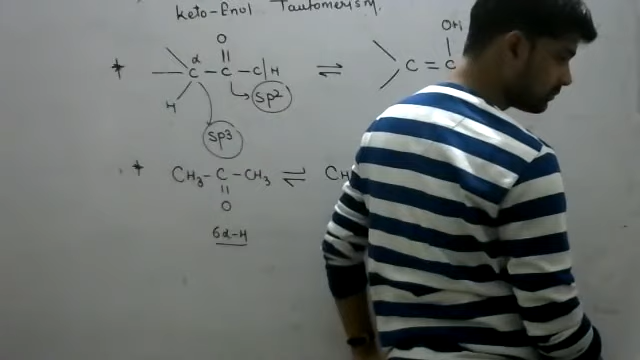 Keto-Enol Tautomerism.
* α O OH
— C — C — C|H ⇌ C = C
H sp2
sp3
* CH₃ — C — CH₃ ⇌ CH
O
6α-H